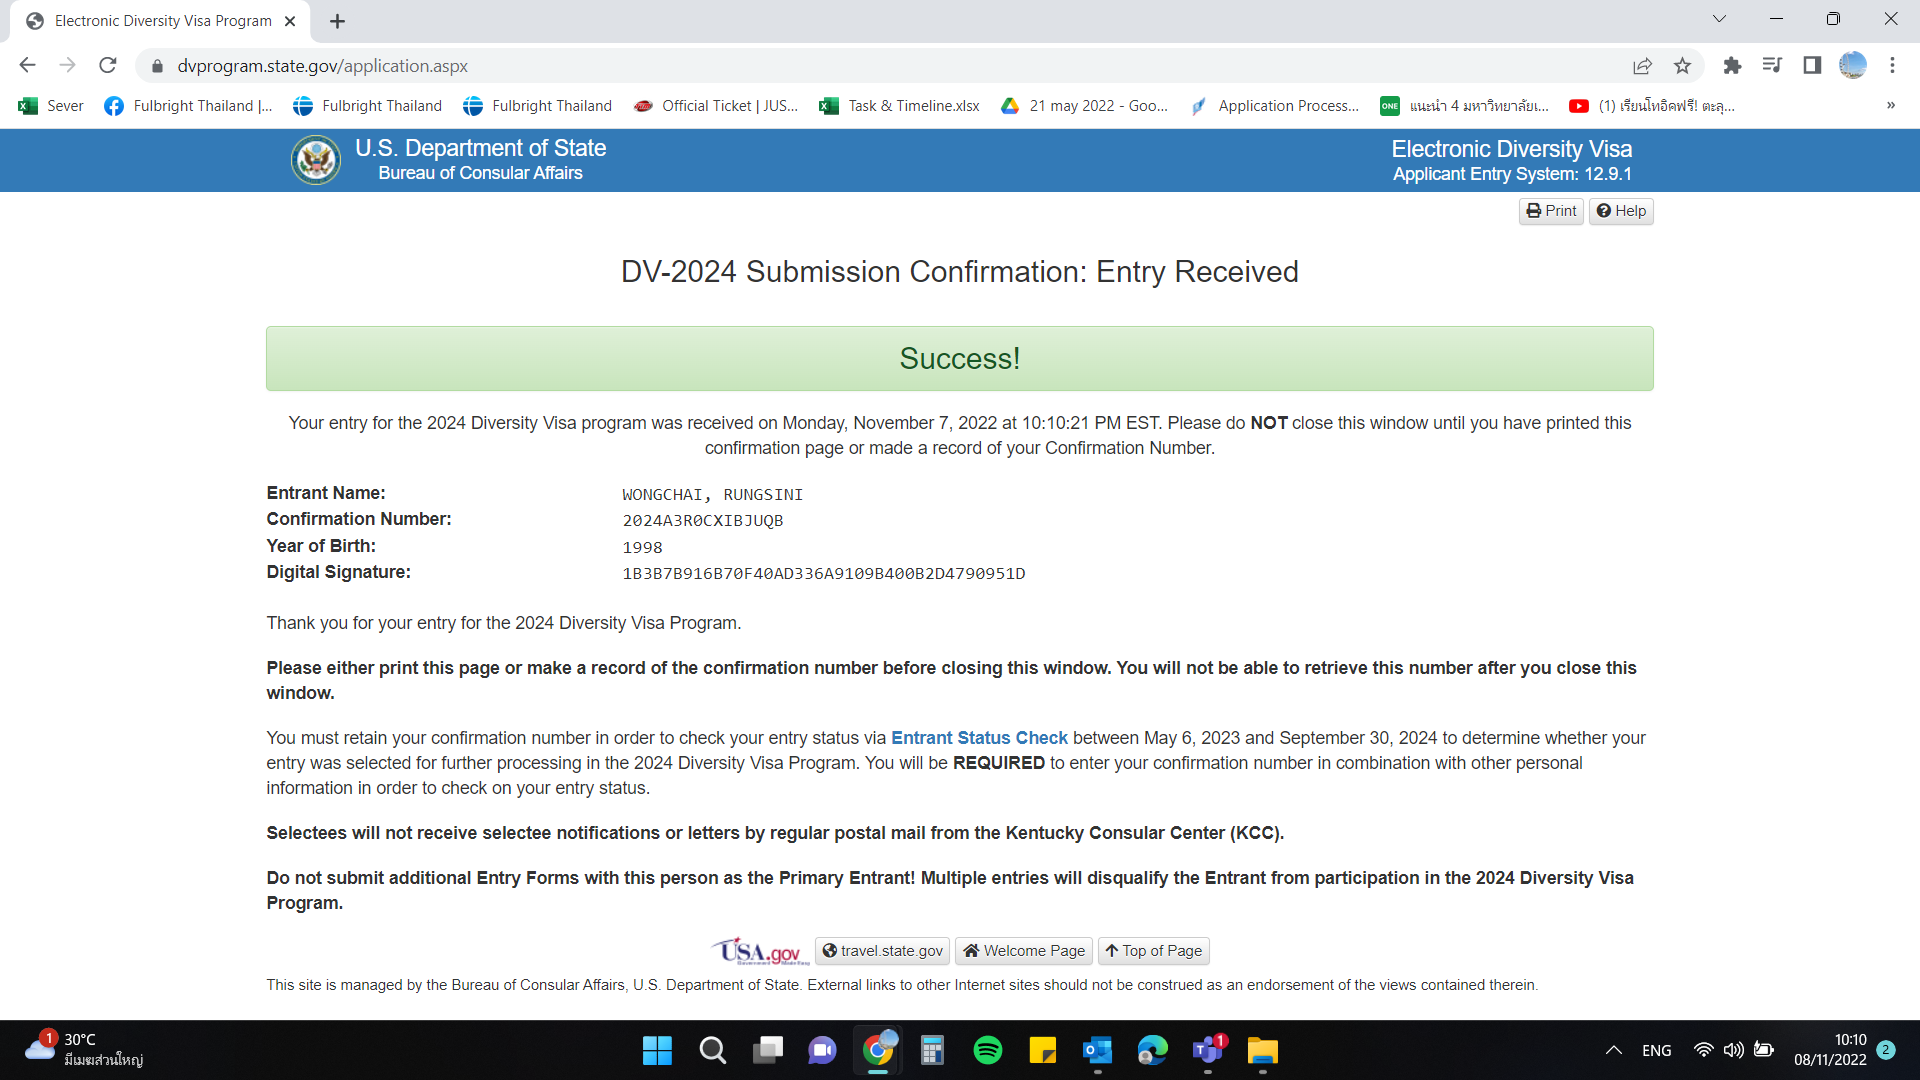 Electronic Diversity Visa Program
dvprogram.state.gov/application.aspx
Sever
Fulbright Thailand |...
Fulbright Thailand
Fulbright Thailand
Official Ticket | JUS...
Task & Timeline.xlsx
21 may 2022 - Goo...
Application Process...
ONE
แนะนำ 4 มหาวิทยาลัยเ...
(1) เรียนโทอิคฟรี! ตะลุ...
»
U.S. Department of State
Bureau of Consular Affairs
Electronic Diversity Visa
Applicant Entry System: 12.9.1
Print
Help
DV-2024 Submission Confirmation: Entry Received
Success!
Your entry for the 2024 Diversity Visa program was received on Monday, November 7, 2022 at 10:10:21 PM EST. Please do NOT close this window until you have printed this
confirmation page or made a record of your Confirmation Number.
Entrant Name: WONGCHAI, RUNGSINI
Confirmation Number: 2024A3R0CXIBJUQB
Year of Birth: 1998
Digital Signature: 1B3B7B916B70F40AD336A9109B400B2D4790951D
Thank you for your entry for the 2024 Diversity Visa Program.
Please either print this page or make a record of the confirmation number before closing this window. You will not be able to retrieve this number after you close this
window.
You must retain your confirmation number in order to check your entry status via Entrant Status Check between May 6, 2023 and September 30, 2024 to determine whether your
entry was selected for further processing in the 2024 Diversity Visa Program. You will be REQUIRED to enter your confirmation number in combination with other personal
information in order to check on your entry status.
Selectees will not receive selectee notifications or letters by regular postal mail from the Kentucky Consular Center (KCC).
Do not submit additional Entry Forms with this person as the Primary Entrant! Multiple entries will disqualify the Entrant from participation in the 2024 Diversity Visa
Program.
USA.gov
travel.state.gov
Welcome Page
Top of Page
This site is managed by the Bureau of Consular Affairs, U.S. Department of State. External links to other Internet sites should not be construed as an endorsement of the views contained therein.
1
30°C
มีเมฆส่วนใหญ่
1
ENG
10:10
08/11/2022
2